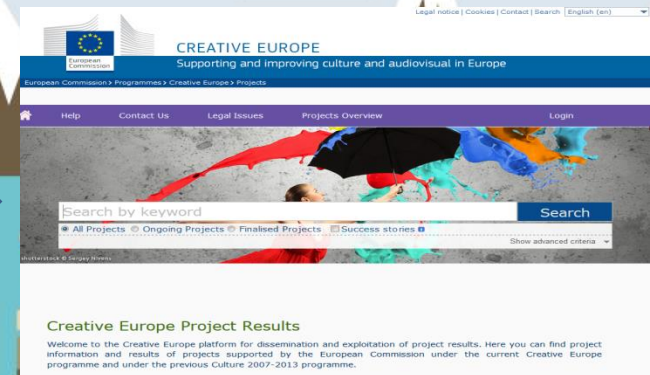 Legal notice | Cookies | Contact | Search English (en)
European
Commission
CREATIVE EUROPE
Supporting and improving culture and audiovisual in Europe
European Commission > Programmes > Creative Europe > Projects
Help Contact Us Legal Issues Projects Overview Login
Search by keyword Search
All Projects Ongoing Projects Finalised Projects Success stories
Show advanced criteria
shutterstock © Sergey Nivens
Creative Europe Project Results
Welcome to the Creative Europe platform for dissemination and exploitation of project results. Here you can find project
information and results of projects supported by the European Commission under the current Creative Europe
programme and under the previous Culture 2007-2013 programme.